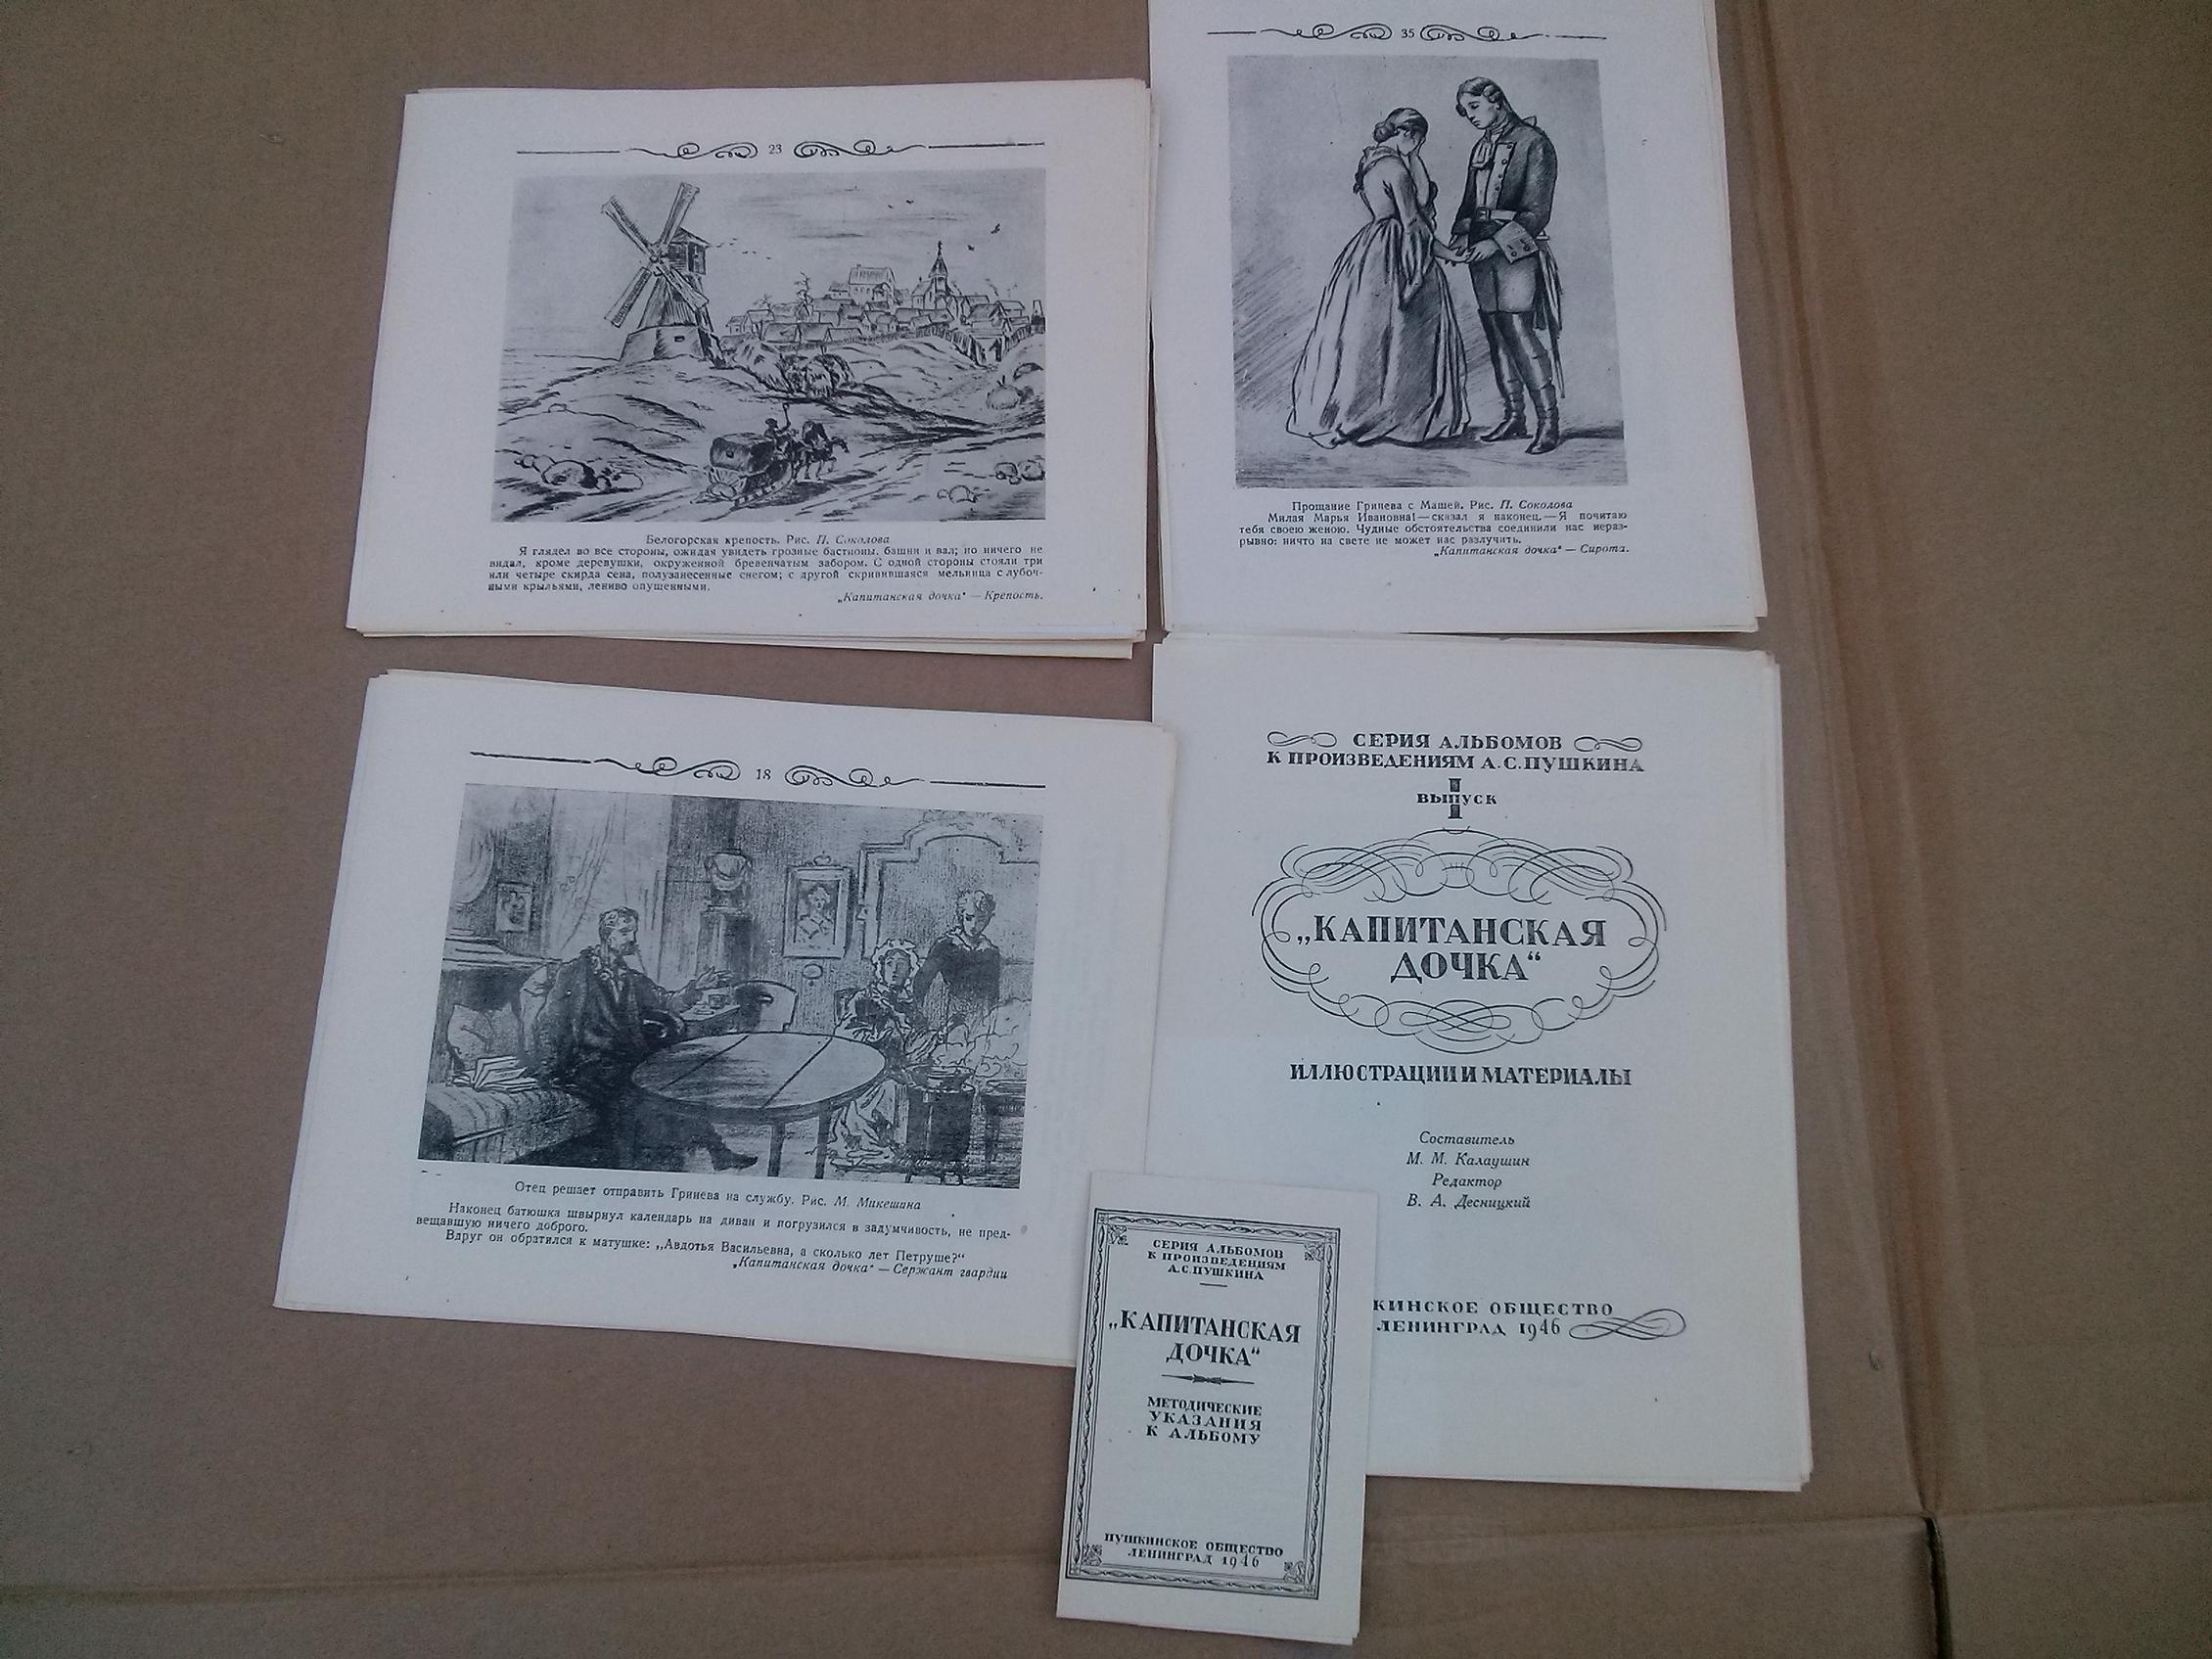 23
Белогорская крепость. Рис. П. Соколова
Я глядел во все стороны, ожидая увидеть грозные бастионы, башни и вал; но ничего не
видал, кроме деревушки, окруженной бревенчатым забором. С одной стороны стояли три
или четыре скирда сена, полузанесенные снегом; с другой скривившаяся мельница с лубоч-
ными крыльями, лениво опущенными.
„Капитанская дочка“ — Крепость.
35
Прощание Гринева с Машей. Рис. П. Соколова
Милая Марья Ивановна! — сказал я наконец. — Я почитаю
тебя своею женою. Чудные обстоятельства соединили нас нераз-
рывно: ничто на свете не может нас разлучить.
„Капитанская дочка“ — Сирота.
18
Отец решает отправить Гринева на службу. Рис. М. Микешина
Наконец батюшка швырнул календарь на диван и погрузился в задумчивость, не пред-
вещавшую ничего доброго.
Вдруг он обратился к матушке: „Авдотья Васильевна, а сколько лет Петруше?“
„Капитанская дочка“ — Сержант гвардии
СЕРИЯ АЛЬБОМОВ
К ПРОИЗВЕДЕНИЯМ А.С.ПУШКИНА
I
ВЫПУСК
„КАПИТАНСКАЯ
ДОЧКА“
ИЛЛЮСТРАЦИИ И МАТЕРИАЛЫ
Составитель
М. М. Калаушин
Редактор
В. А. Десницкий
КИНСКОЕ ОБЩЕСТВО
ЛЕНИНГРАД 1946
СЕРИЯ АЛЬБОМОВ
К ПРОИЗВЕДЕНИЯМ
А.С.ПУШКИНА
„КАПИТАНСКАЯ
ДОЧКА“
МЕТОДИЧЕСКИЕ
УКАЗАНИЯ
К АЛЬБОМУ
ПУШКИНСКОЕ ОБЩЕСТВО
ЛЕНИНГРАД 1946